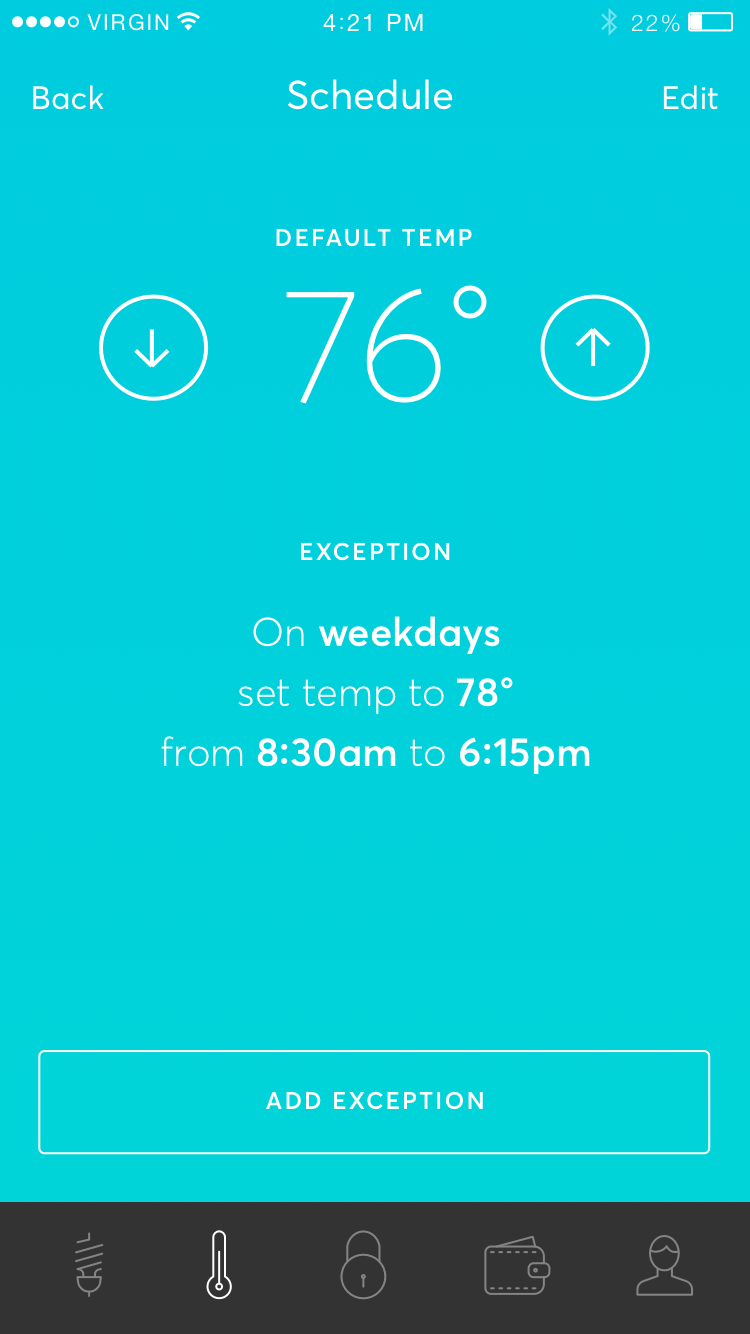 VIRGIN 4:21 PM 22%
Back Schedule Edit
DEFAULT TEMP
76°
EXCEPTION
On weekdays
set temp to 78°
from 8:30am to 6:15pm
ADD EXCEPTION